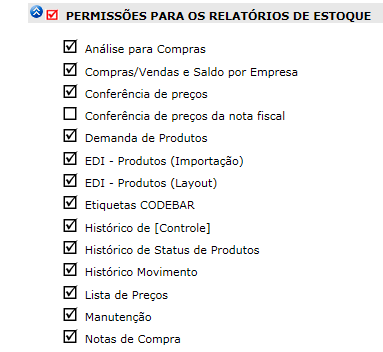 PERMISSÕES PARA OS RELATÓRIOS DE ESTOQUE
Análise para Compras
Compras/Vendas e Saldo por Empresa
Conferência de preços
Conferência de preços da nota fiscal
Demanda de Produtos
EDI - Produtos (Importação)
EDI - Produtos (Layout)
Etiquetas CODEBAR
Histórico de [Controle]
Histórico de Status de Produtos
Histórico Movimento
Lista de Preços
Manutenção
Notas de Compra